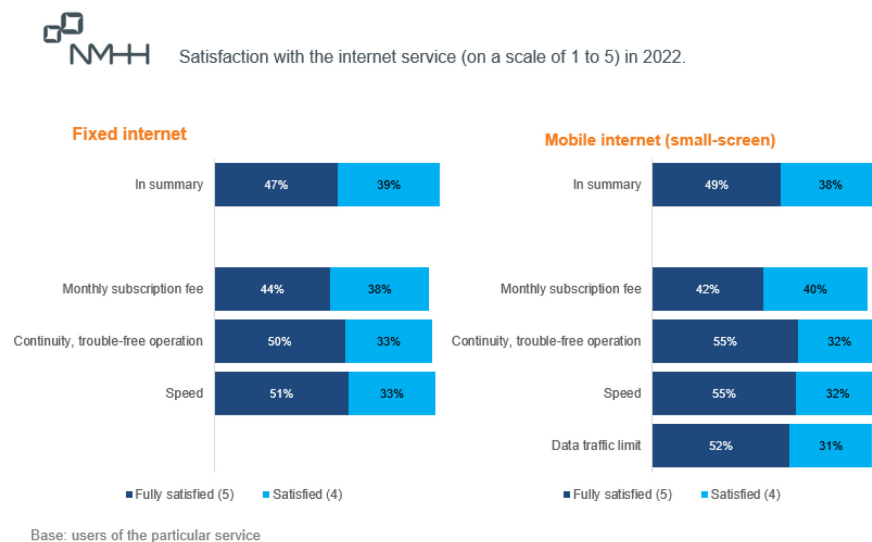 NMHH
Satisfaction with the internet service (on a scale of 1 to 5) in 2022.
Fixed internet
In summary
47%
39%
Monthly subscription fee
44%
38%
Continuity, trouble-free operation
50%
33%
Speed
51%
33%
Fully satisfied (5)
Satisfied (4)
Mobile internet (small-screen)
In summary
49%
38%
Monthly subscription fee
42%
40%
Continuity, trouble-free operation
55%
32%
Speed
55%
32%
Data traffic limit
52%
31%
Fully satisfied (5)
Satisfied (4)
Base: users of the particular service